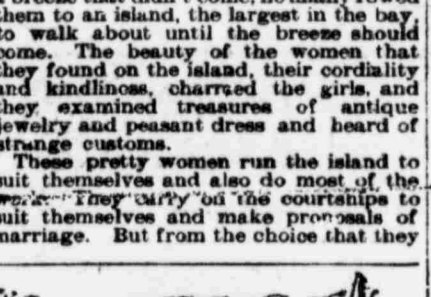 them to an island, the largest in the bay,
to walk about until the breeze should
come. The beauty of the women that
they found on the island, their cordiality
and kindliness, charmed the girls, and
they examined treasures of antique
jewelry and peasant dress and heard of
strange customs.
These pretty women run the island to
suit themselves and also do most of the
work. They carry on the courtships to
suit themselves and make proposals of
marriage. But from the choice that they